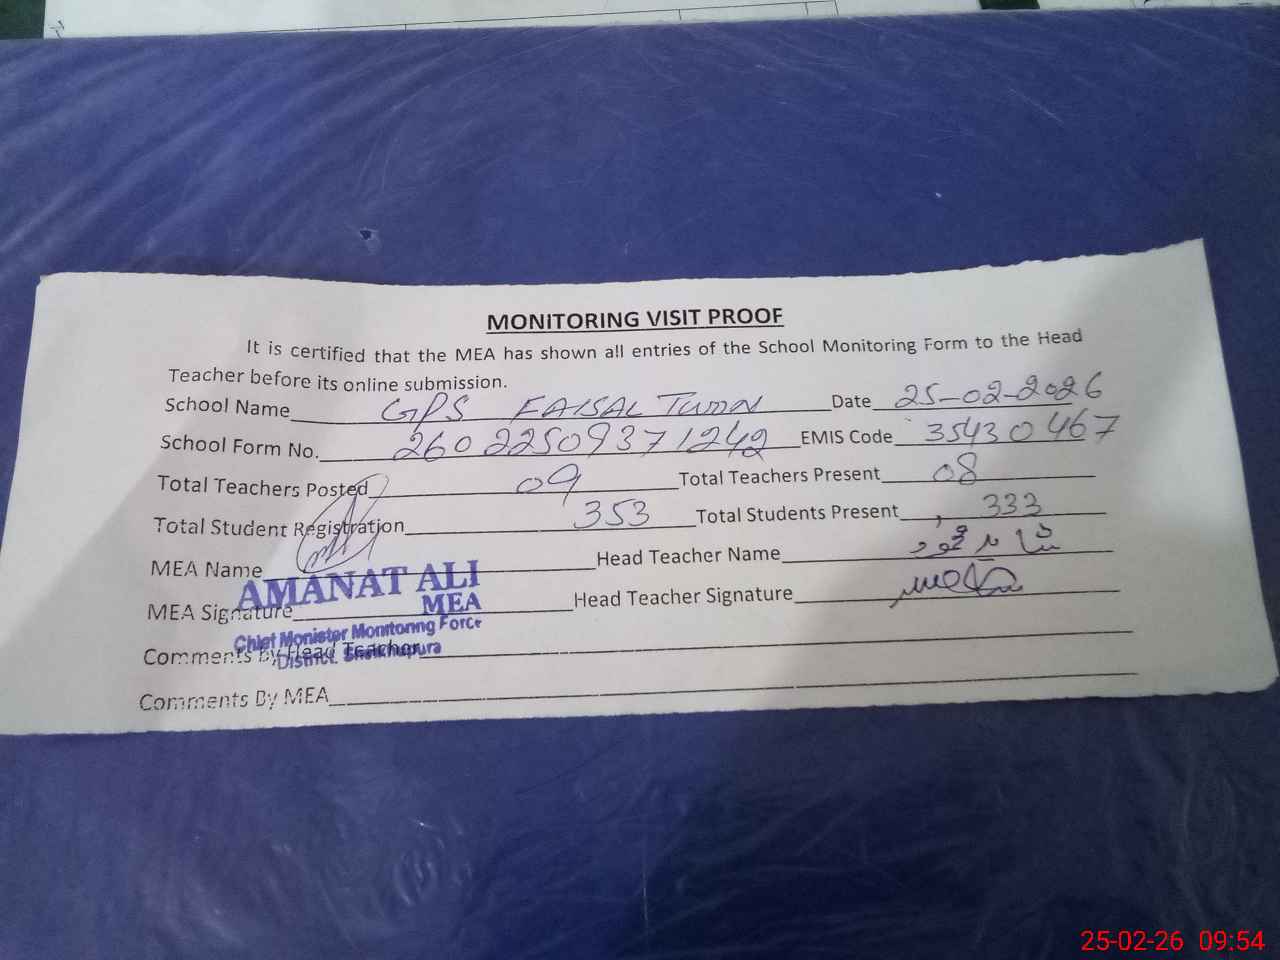 MONITORING VISIT PROOF
It is certified that the MEA has shown all entries of the School Monitoring Form to the Head
Teacher before its online submission.
School Name GPS FAISAL TWON Date 25-02-2026
School Form No. 2602250937 1242 EMIS Code 35430467
Total Teachers Posted 09 Total Teachers Present 08
Total Student Registration 353 Total Students Present 333
MEA Name AMANAT ALI Head Teacher Name
MEA Signature MEA Head Teacher Signature
Chief Monister Monitoring Force
Comments by Head Teacher
District. Sheikhupura
Comments By MEA
25-02-26 09:54